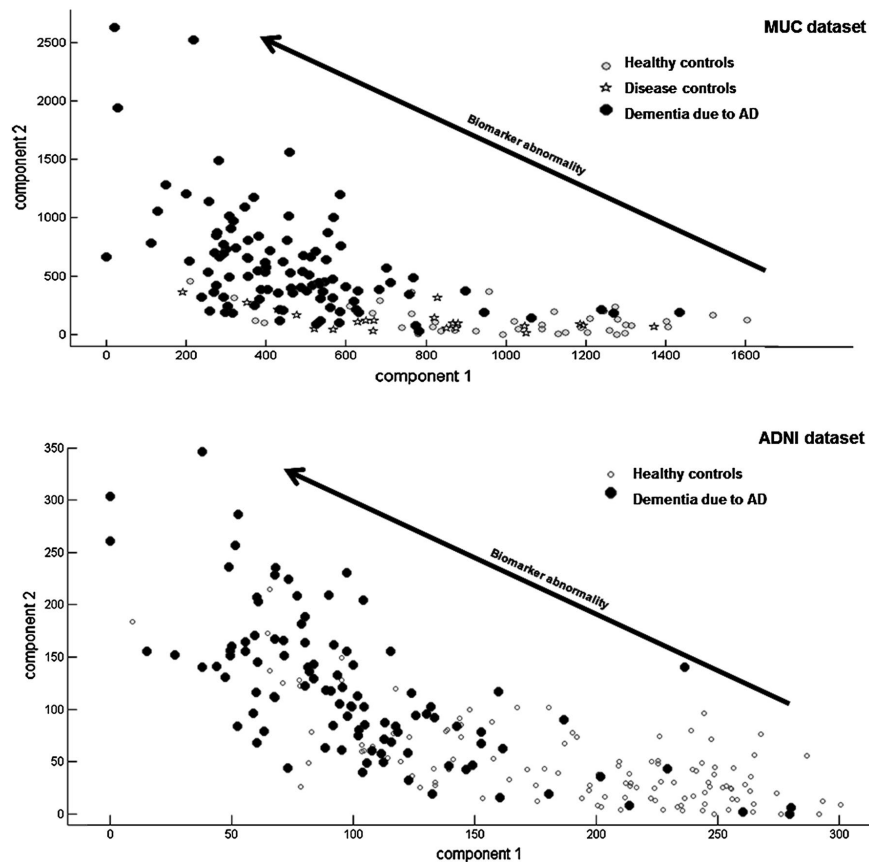 MUC dataset
Healthy controls
Disease controls
Dementia due to AD
Biomarker abnormality
component 2
2500
2000
1500
1000
500
0
0 200 400 600 800 1000 1200 1400 1600
component 1
ADNI dataset
Healthy controls
Dementia due to AD
Biomarker abnormality
component 2
350
300
250
200
150
100
50
0
0 50 100 150 200 250 300
component 1